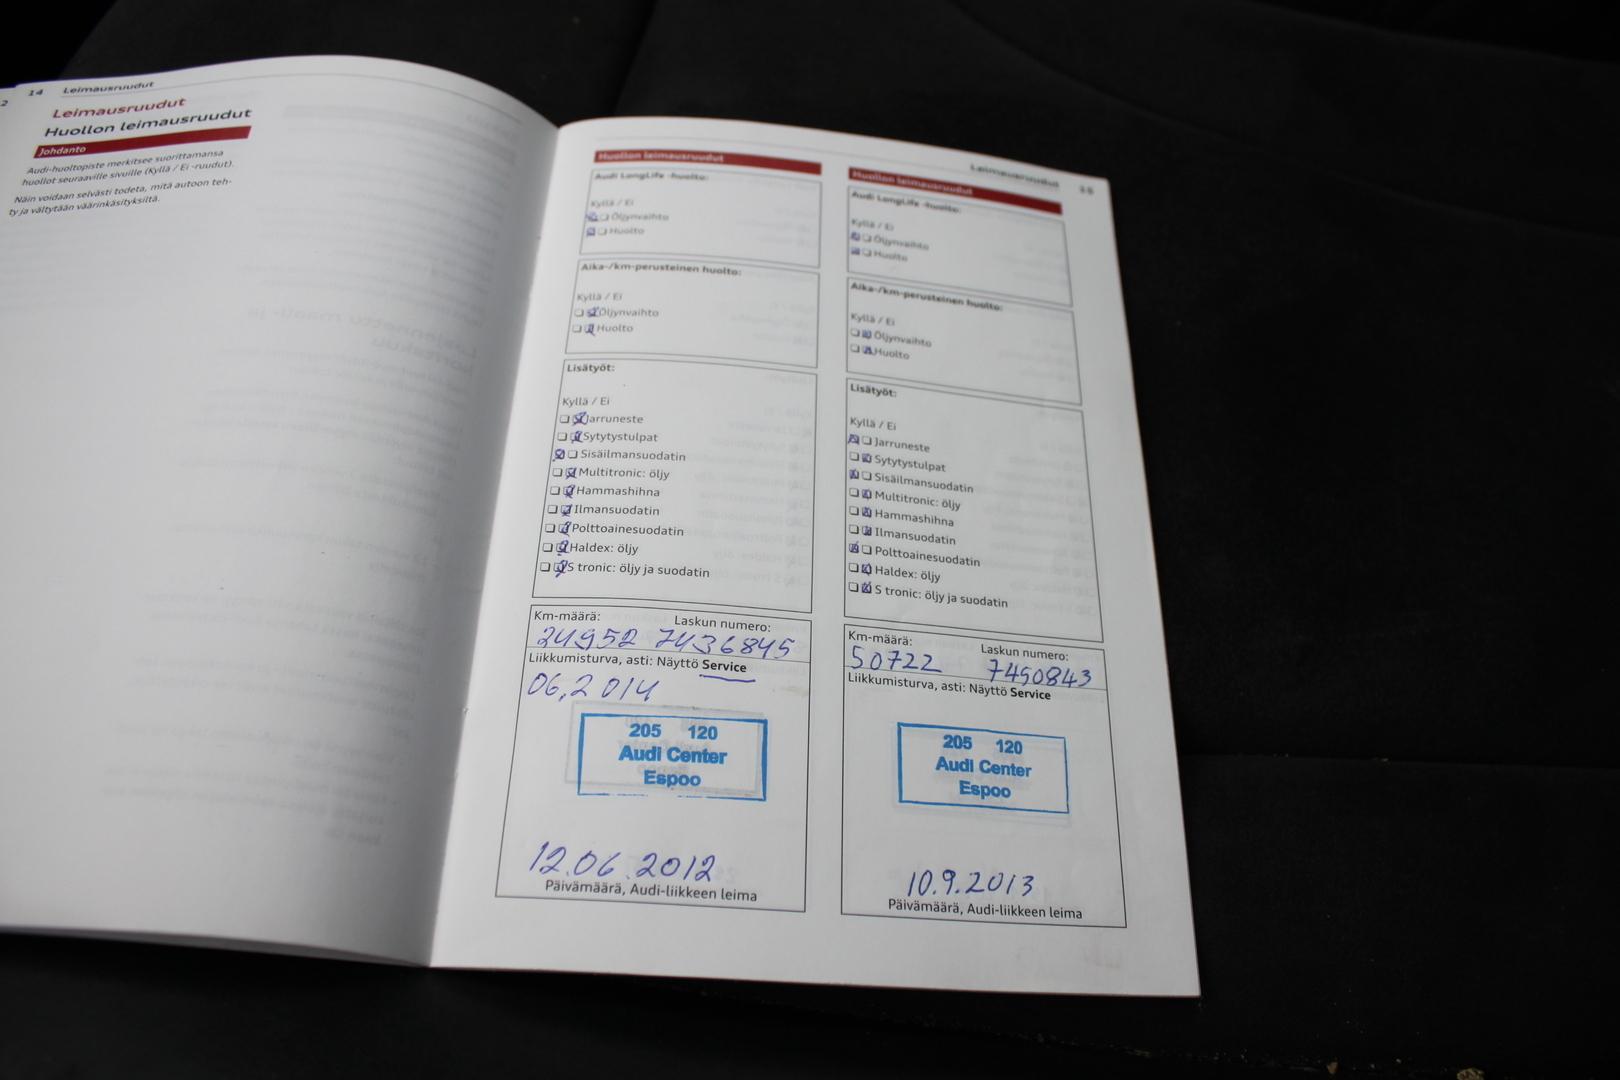 2
14 Leimausruudut
Leimausruudut
Huollon leimausruudut
Johdanto
Audi-huoltopiste merkitsee suorittamansa
huollot seuraaville sivuille (Kyllä / Ei -ruudut).
Näin voidaan selvästi todeta, mitä autoon teh-
ty ja vältytään väärinkäsityksiltä.
Huollon leimausruudut
Audi LongLife -huolto:
Kyllä / Ei
Öljynvaihto
Huolto
Aika-/km-perusteinen huolto:
Kyllä / Ei
Öljynvaihto
Huolto
Lisätyöt:
Kyllä / Ei
Jarruneste
Sytytystulpat
Sisäilmansuodatin
Multitronic: öljy
Hammashihna
Ilmansuodatin
Polttoainesuodatin
Haldex: öljy
S tronic: öljy ja suodatin
Km-määrä: Laskun numero:
24952 7436845
Liikkumisturva, asti: Näyttö Service
06,2014
205 120
Audi Center
Espoo
12.06.2012
Päivämäärä, Audi-liikkeen leima
Leimausruudut 15
Huollon leimausruudut
Audi LongLife -huolto:
Kyllä / Ei
Öljynvaihto
Huolto
Aika-/km-perusteinen huolto:
Kyllä / Ei
Öljynvaihto
Huolto
Lisätyöt:
Kyllä / Ei
Jarruneste
Sytytystulpat
Sisäilmansuodatin
Multitronic: öljy
Hammashihna
Ilmansuodatin
Polttoainesuodatin
Haldex: öljy
S tronic: öljy ja suodatin
Km-määrä: Laskun numero:
50722 7450843
Liikkumisturva, asti: Näyttö Service
205 120
Audi Center
Espoo
10.9.2013
Päivämäärä, Audi-liikkeen leima